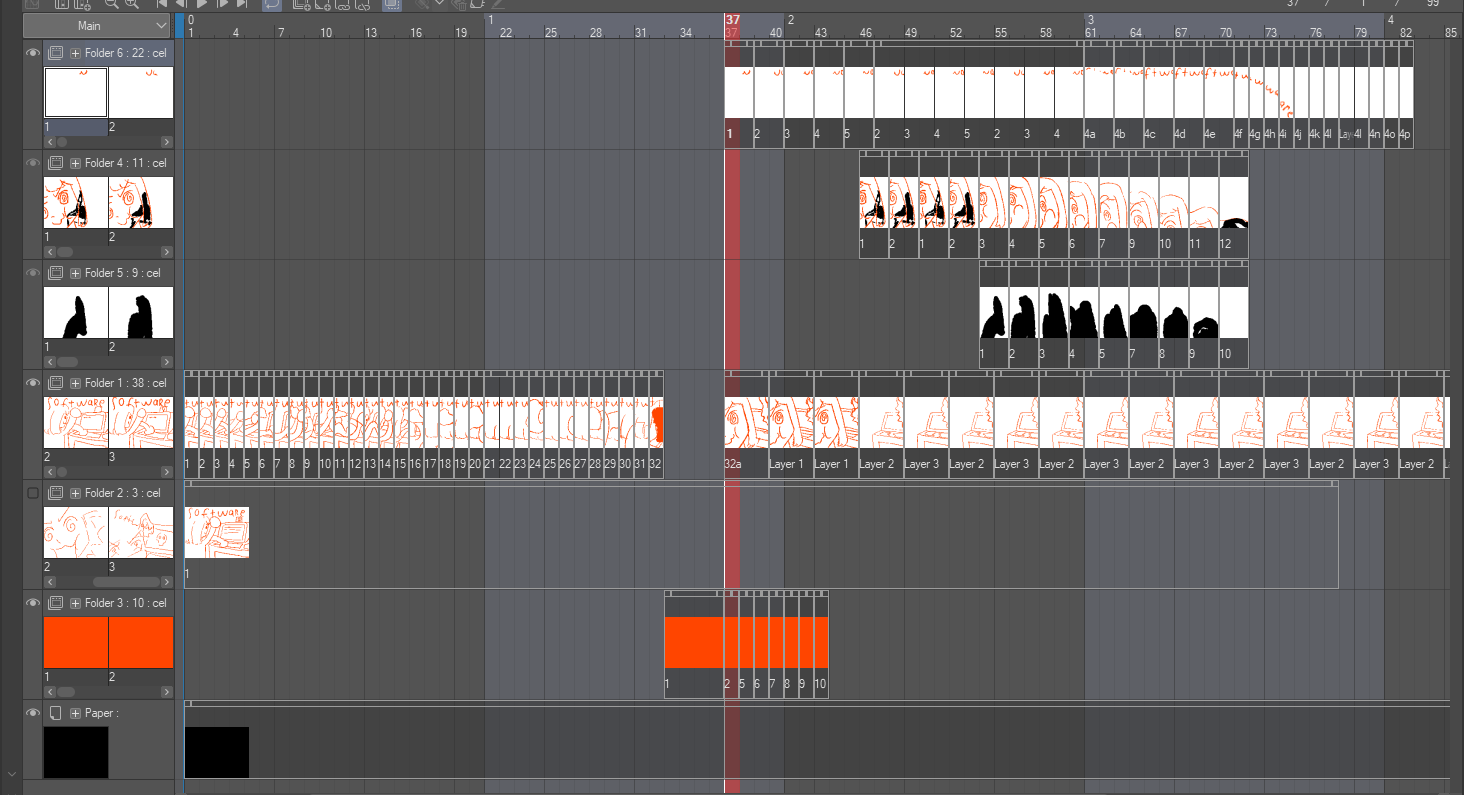 37 / 1 / 99
Main
0 37 1 2 3 4
1 4 7 10 13 16 19 22 25 28 31 34 37 40 43 46 49 52 55 58 61 64 67 70 73 76 79 82 85
Folder 6 : 22 : cel
1 2
1 2 3 4 5 2 3 4 5 2 3 4 4a 4b 4c 4d 4e 4f 4g 4h 4i 4j 4k 4l Lay 4l 4n 4o 4p
Folder 4 : 11 : cel
1 2
1 2 1 2 3 4 5 6 7 9 10 11 12
Folder 5 : 9 : cel
1 2
1 2 3 4 5 7 8 9 10
Folder 1 : 38 : cel
software software
2 3
1 2 3 4 5 6 7 8 9 10 11 12 13 14 15 16 17 18 19 20 21 22 23 24 25 26 27 28 29 30 31 32 32a Layer 1 Layer 1 Layer 2 Layer 3 Layer 2 Layer 3 Layer 2 Layer 3 Layer 2 Layer 3 Layer 2 Layer 3 Layer 2 Layer 3 Layer 2
Folder 2 : 3 : cel
software
2 3
1
Folder 3 : 10 : cel
1 2
1 2 5 6 7 8 9 10
Paper :